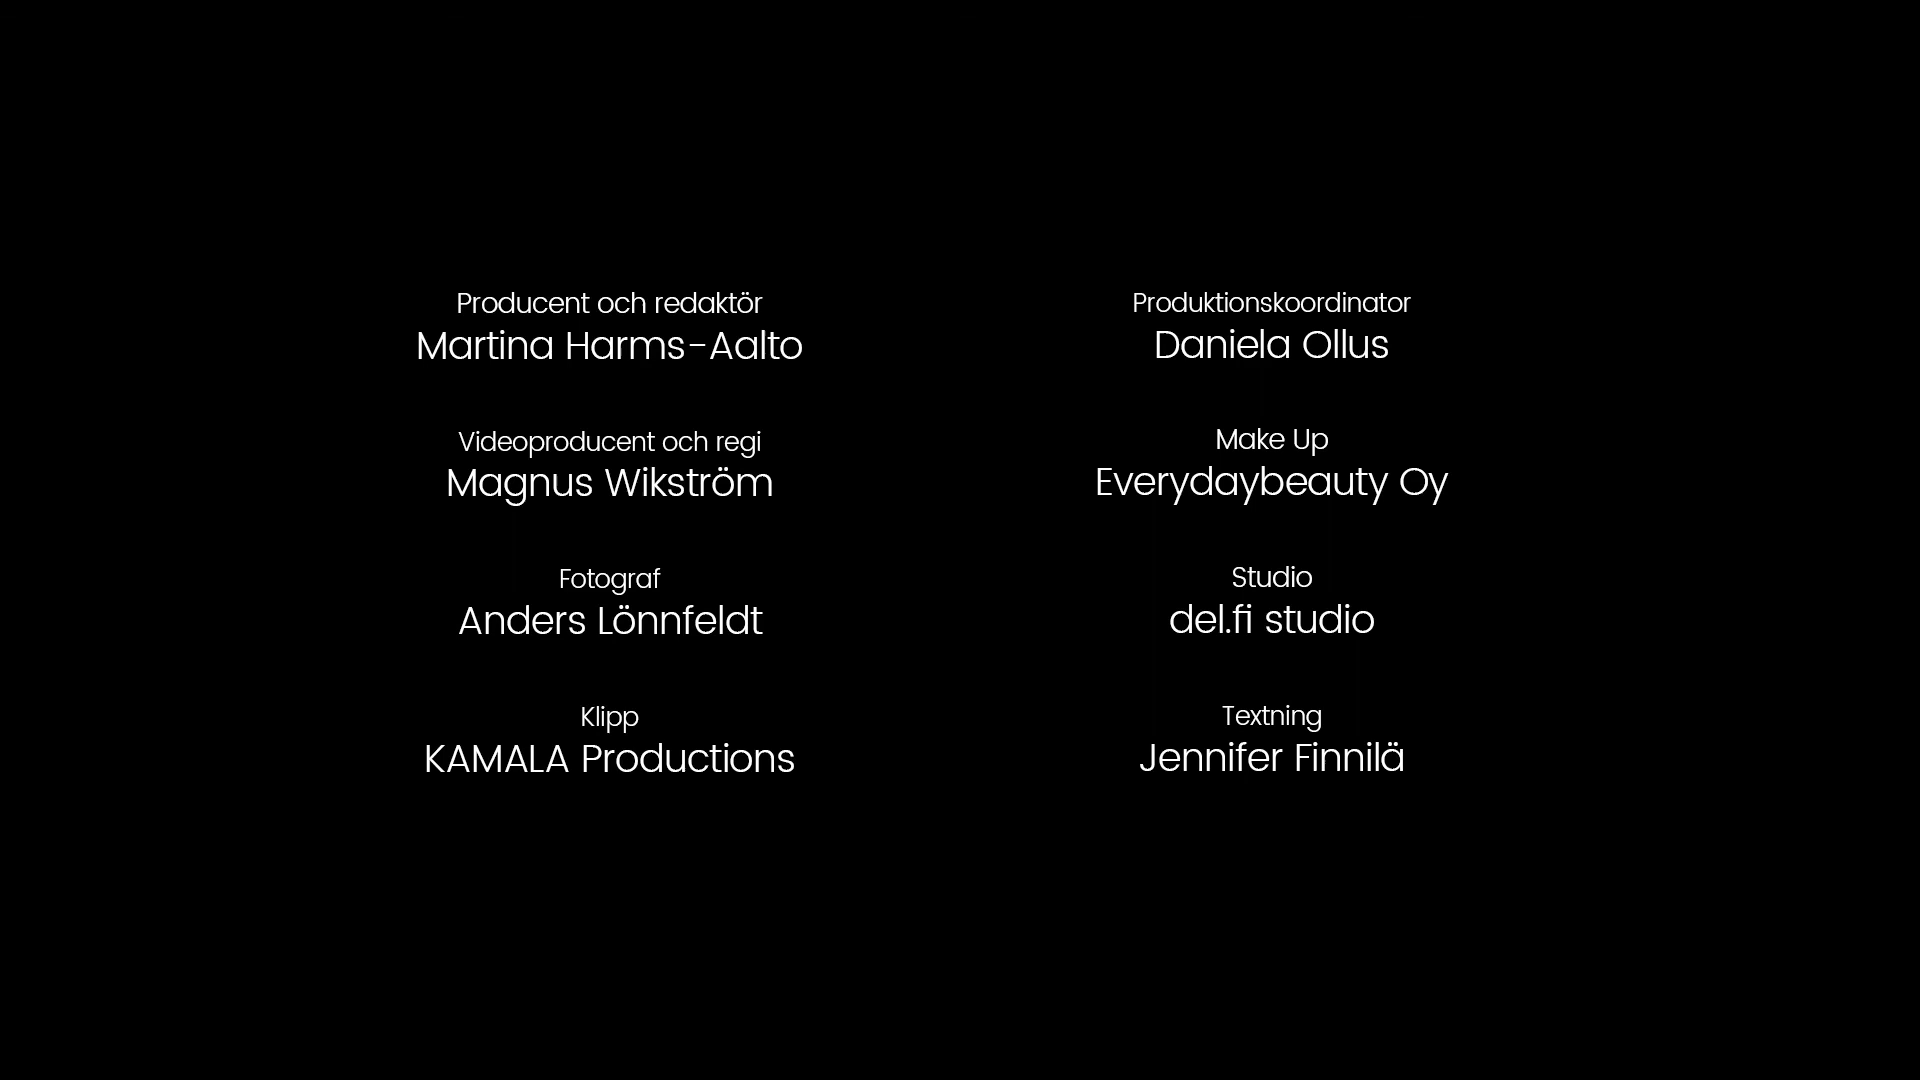 Producent och redaktör
Martina Harms-Aalto
Videoproducent och regi
Magnus Wikström
Fotograf
Anders Lönnfeldt
Klipp
KAMALA Productions
Produktionskoordinator
Daniela Ollus
Make Up
Everydaybeauty Oy
Studio
del.fi studio
Textning
Jennifer Finnilä